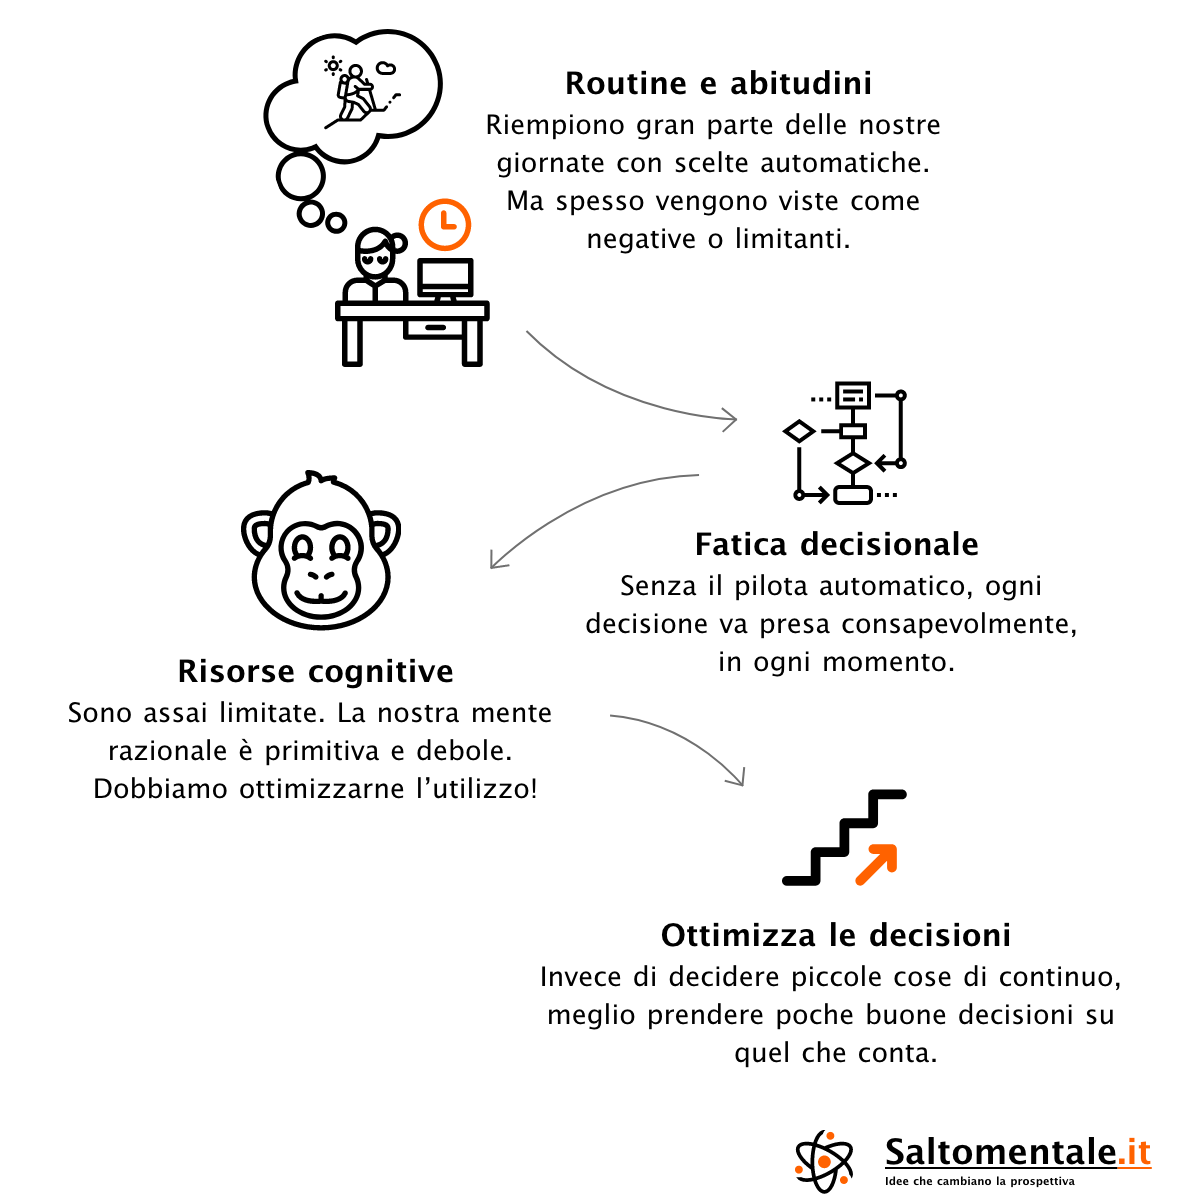 Routine e abitudini
Riempiono gran parte delle nostre
giornate con scelte automatiche.
Ma spesso vengono viste come
negative o limitanti.
Fatica decisionale
Senza il pilota automatico, ogni
decisione va presa consapevolmente,
in ogni momento.
Risorse cognitive
Sono assai limitate. La nostra mente
razionale è primitiva e debole.
Dobbiamo ottimizzarne l’utilizzo!
Ottimizza le decisioni
Invece di decidere piccole cose di continuo,
meglio prendere poche buone decisioni su
quel che conta.
Saltomentale.it
Idee che cambiano la prospettiva